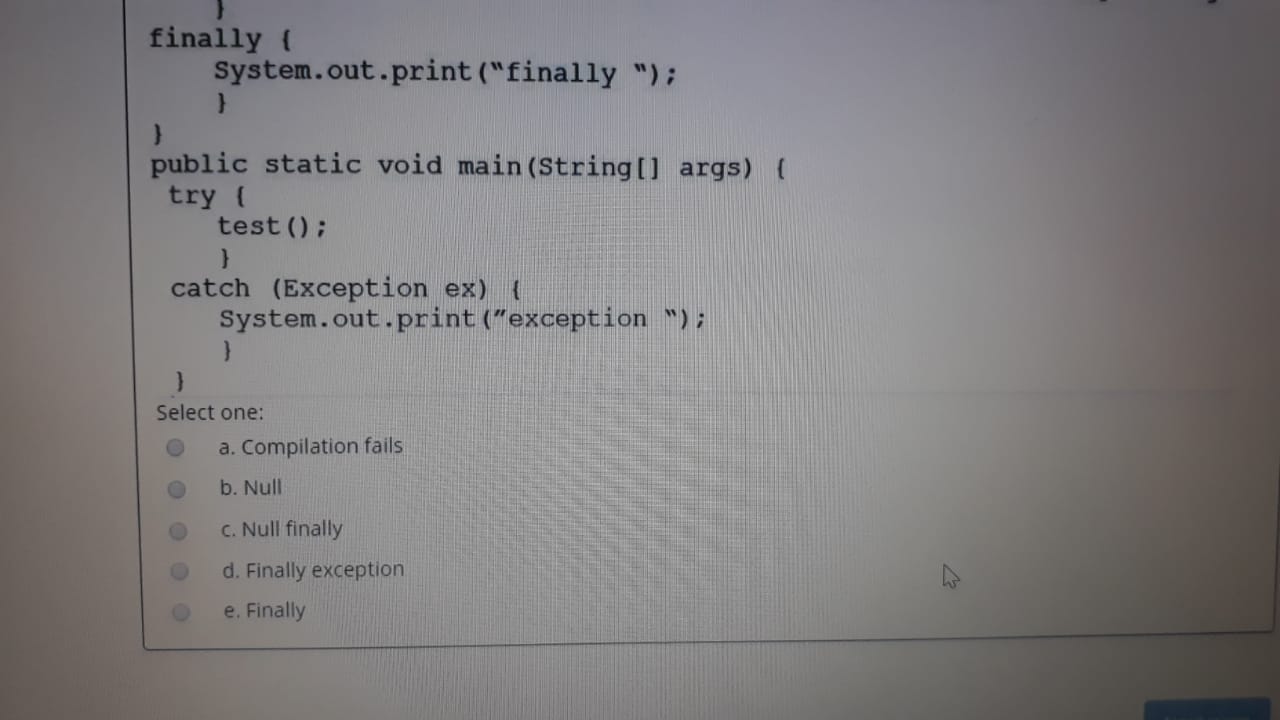 }
finally {
System.out.print("finally ");
}
}
public static void main(String[] args) {
try {
test();
}
catch (Exception ex) {
System.out.print("exception ");
}
}
Select one:
a. Compilation fails
b. Null
c. Null finally
d. Finally exception
e. Finally